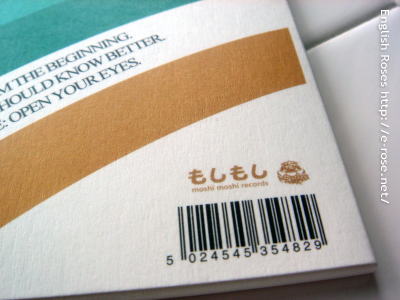 M THE BEGINNING.
HOULD KNOW BETTER.
E: OPEN YOUR EYES.
もしもし
moshi moshi records
5 024545 354829
English Roses http://e-rose.net/